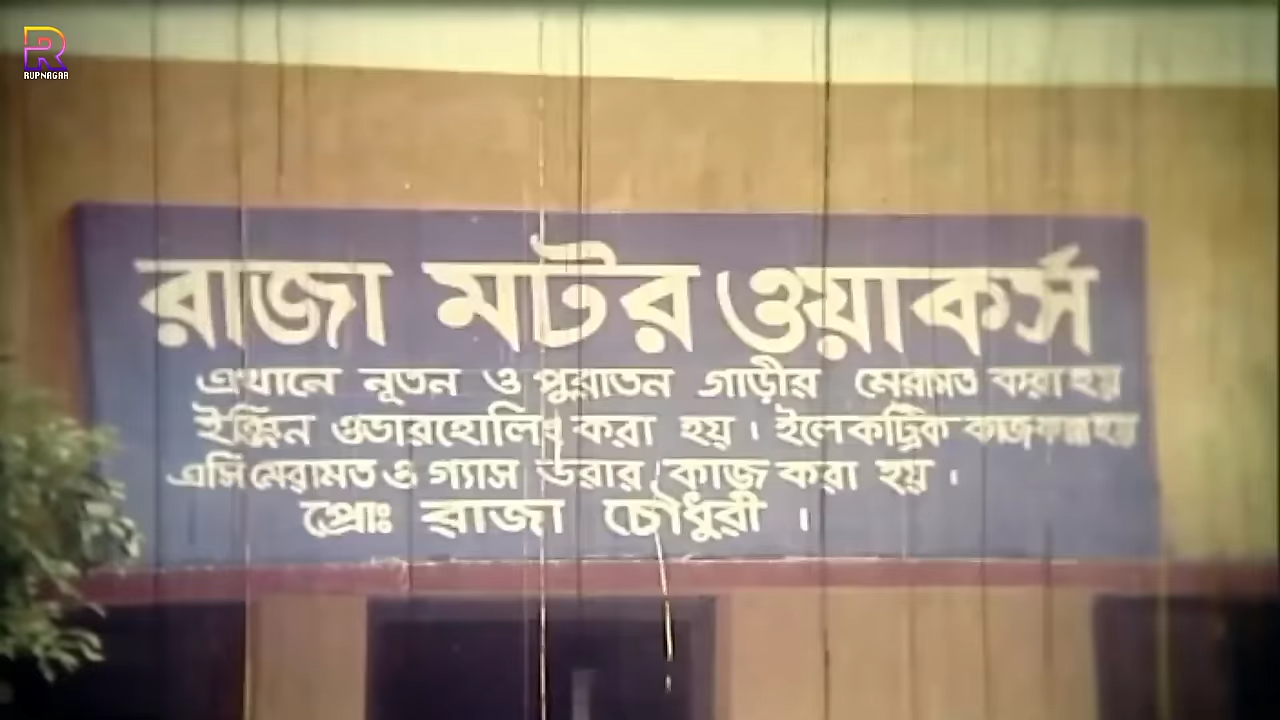 RUPNAGAR
রাজা মটর ওয়াকর্স
এখানে নূতন ও পুরাতন গাড়ীর মেরামত করা হয়
ইঞ্জিন ওভারহোলিং করা হয়। ইলেকট্রিক কাজ করা হয়
এসি মেরামত ও গ্যাস ভরার কাজ করা হয়।
প্রোঃ রাজা চৌধুরী।